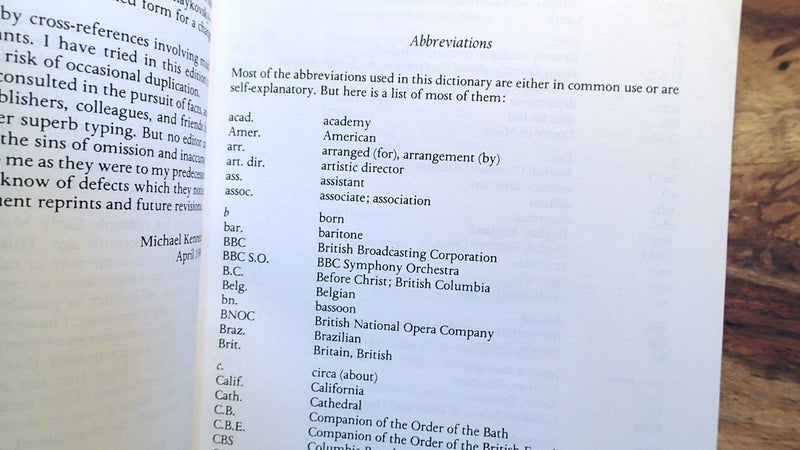 form for a
by cross-references involving
ants. I have tried in this edition
risk of occasional duplication.
consulted in the pursuit of facts,
blishers, colleagues, and friends
er superb typing. But no editor
the sins of omission and
me as they were to my
know of defects which they
uent reprints and future
Michael
April
Abbreviations
Most of the abbreviations used in this dictionary are either in common use or are
self-explanatory. But here is a list of most of them:
acad. academy
Amer. American
arr. arranged (for), arrangement (by)
art. dir. artistic director
ass. assistant
assoc. associate; association
b born
bar. baritone
BBC British Broadcasting Corporation
BBC S.O. BBC Symphony Orchestra
B.C. Before Christ; British Columbia
Belg. Belgian
bn. bassoon
BNOC British National Opera Company
Braz. Brazilian
Brit. Britain, British
c. circa (about)
Calif. California
Cath. Cathedral
C.B. Companion of the Order of the Bath
C.B.E. Companion of the Order of the British
CBS Columbia